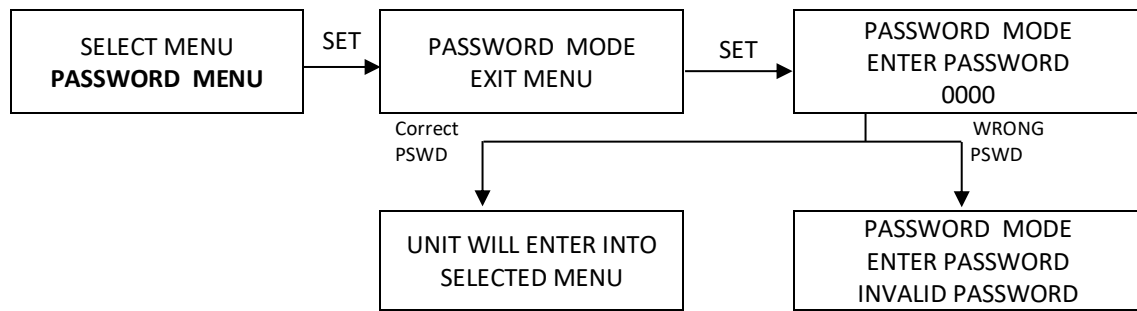 SELECT MENU
PASSWORD MENU
SET
PASSWORD MODE
EXIT MENU
SET
PASSWORD MODE
ENTER PASSWORD
0000
Correct
PSWD
WRONG
PSWD
UNIT WILL ENTER INTO
SELECTED MENU
PASSWORD MODE
ENTER PASSWORD
INVALID PASSWORD